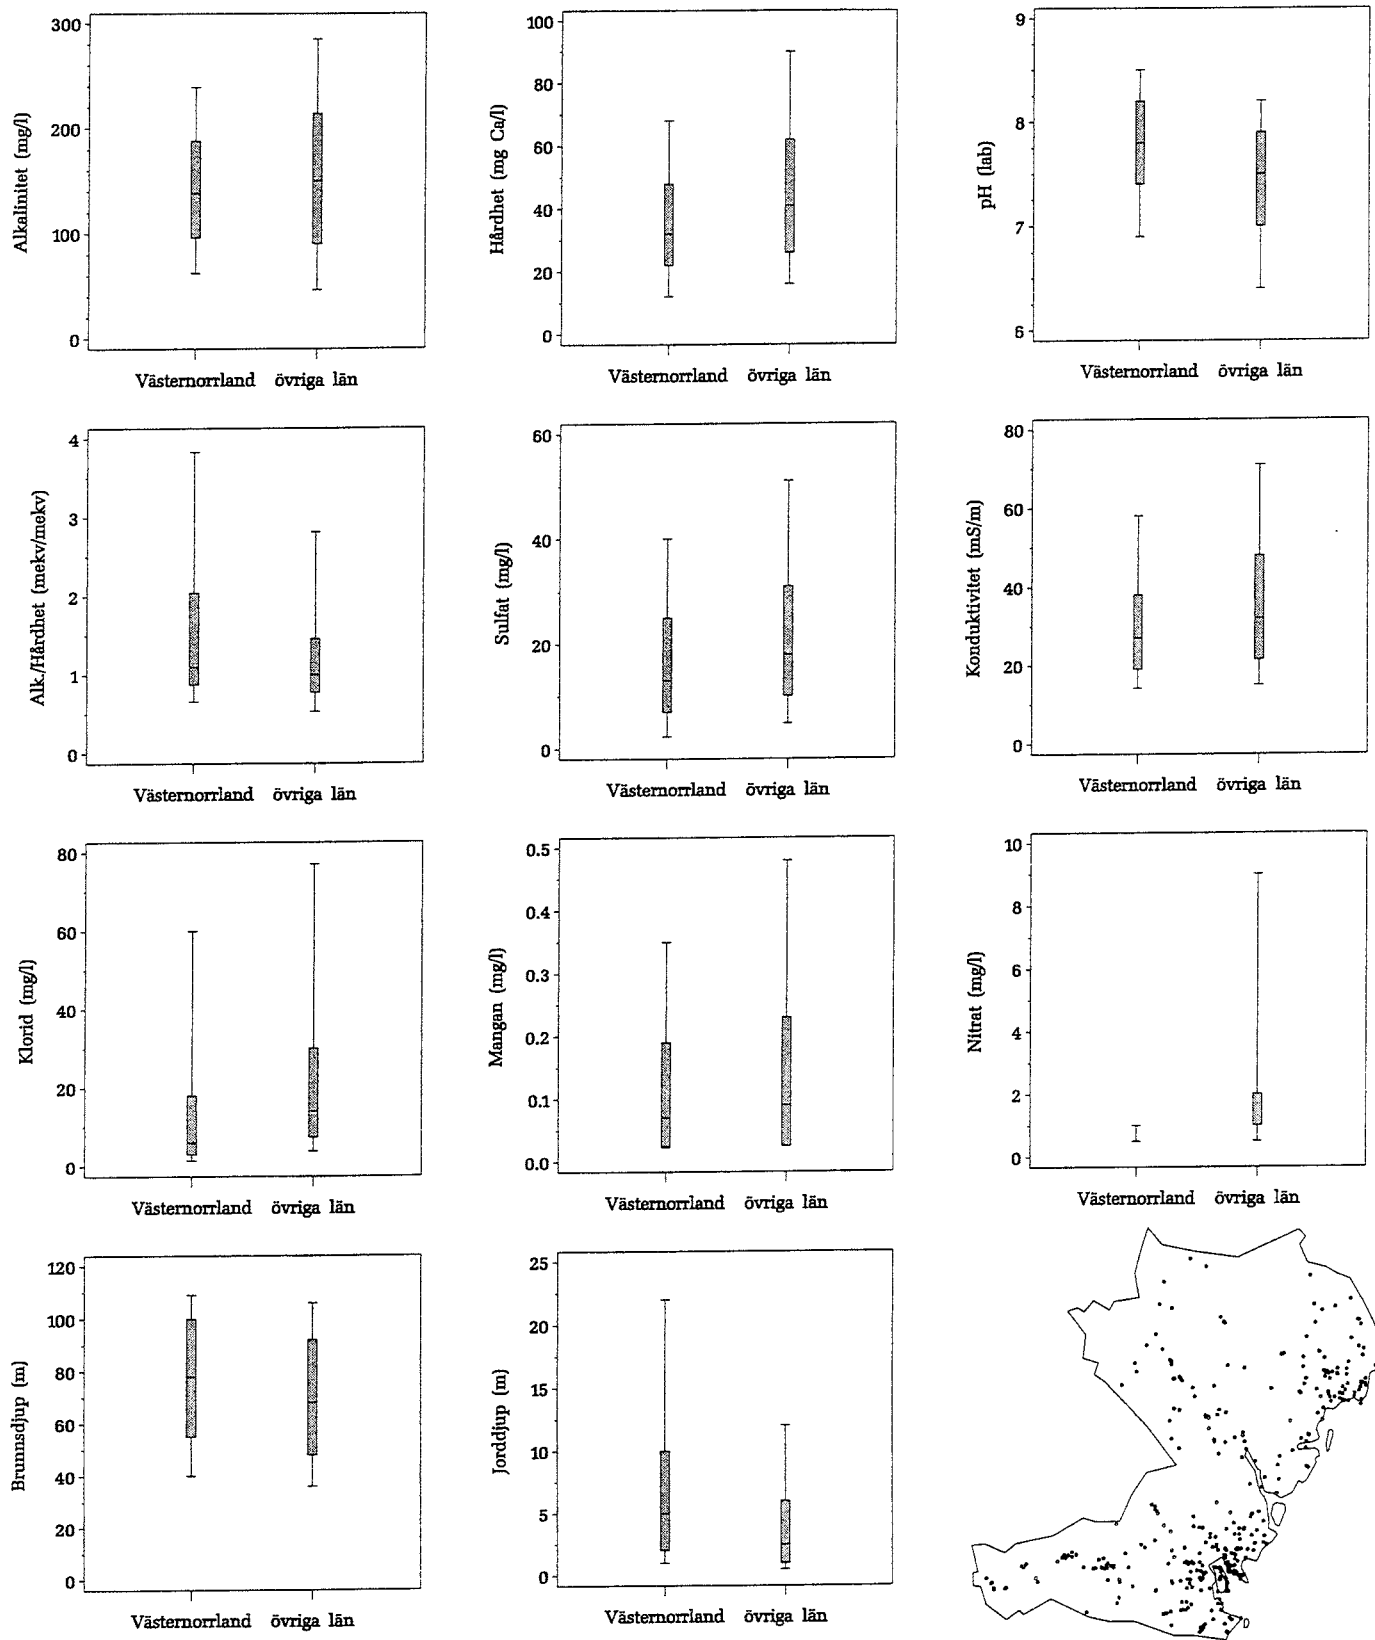 Alkalinitet (mg/l)
300
200
100
0
Västernorrland övriga län
Hårdhet (mg Ca/l)
100
80
60
40
20
0
Västernorrland övriga län
pH (lab)
9
8
7
6
Västernorrland övriga län
Alk./Hårdhet (mekv/mekv)
4
3
2
1
0
Västernorrland övriga län
Sulfat (mg/l)
60
40
20
0
Västernorrland övriga län
Konduktivitet (mS/m)
80
60
40
20
0
Västernorrland övriga län
Klorid (mg/l)
80
60
40
20
0
Västernorrland övriga län
Mangan (mg/l)
0.5
0.4
0.3
0.2
0.1
0.0
Västernorrland övriga län
Nitrat (mg/l)
10
8
6
4
2
0
Västernorrland övriga län
Brunnsdjup (m)
120
100
80
60
40
20
0
Västernorrland övriga län
Jorddjup (m)
25
20
15
10
5
0
Västernorrland övriga län